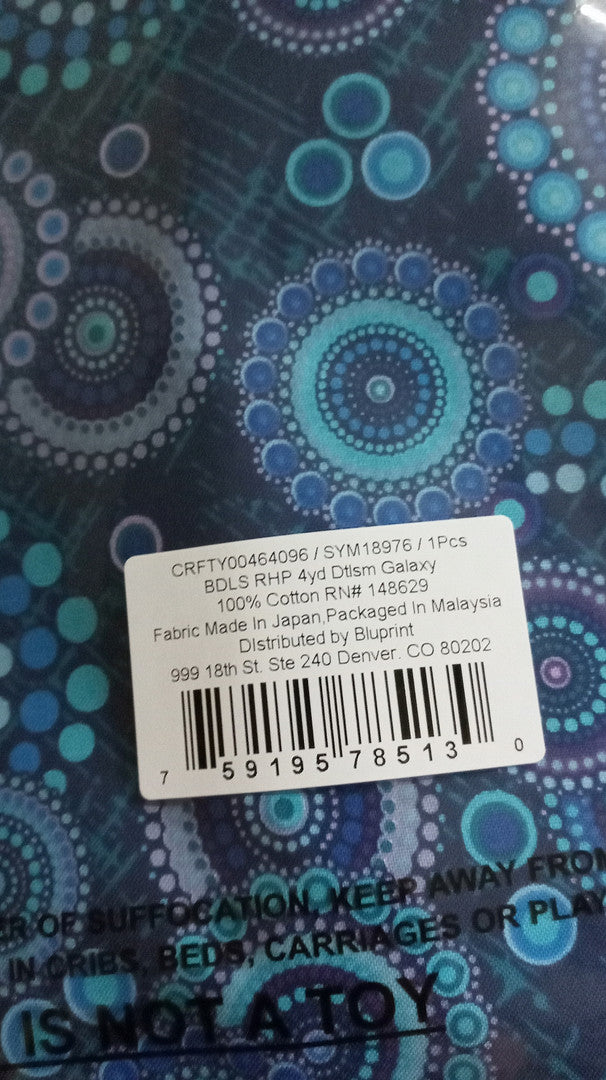 CRFTY00464096 / SYM18976 / 1Pcs
BDLS RHP 4yd Dtlsm Galaxy
100% Cotton RN# 148629
Fabric Made In Japan,Packaged In Malaysia
Distributed by Bluprint
999 18th St. Ste 240 Denver. CO 80202
7 59195 78513 0
OF SUFFOCATION, KEEP AWAY FROM
IN CRIBS, BEDS, CARRIAGES OR PLAY
IS NOT A TOY